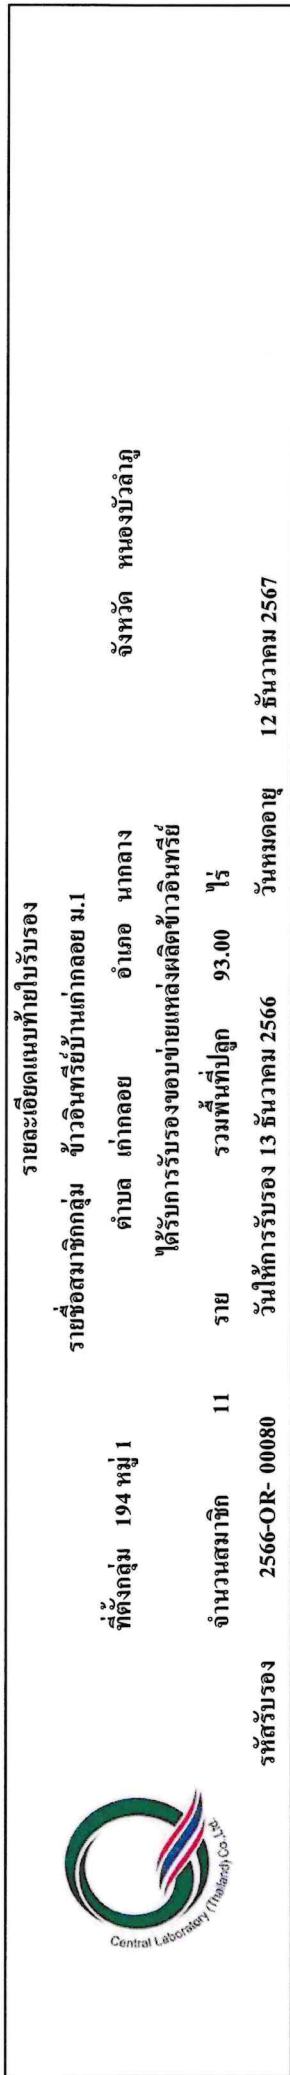 รายละเอียดแนบท้ายใบรับรอง
รายชื่อสมาชิกกลุ่ม ข้าวอินทรีย์บ้านเก่ากลอย ม.1
ที่ตั้งกลุ่ม 194 หมู่ 1 ตำบล เก่ากลอย อำเภอ นากลาง จังหวัด หนองบัวลำภู
ได้รับการรับรองขอบข่ายแหล่งผลิตข้าวอินทรีย์
จำนวนสมาชิก 11 ราย รวมพื้นที่ปลูก 93.00 ไร่
รหัสรับรอง 2566-OR- 00080 วันให้การรับรอง 13 ธันวาคม 2566 วันหมดอายุ 12 ธันวาคม 2567
Central Laboratory (Thailand) Co.,Ltd.